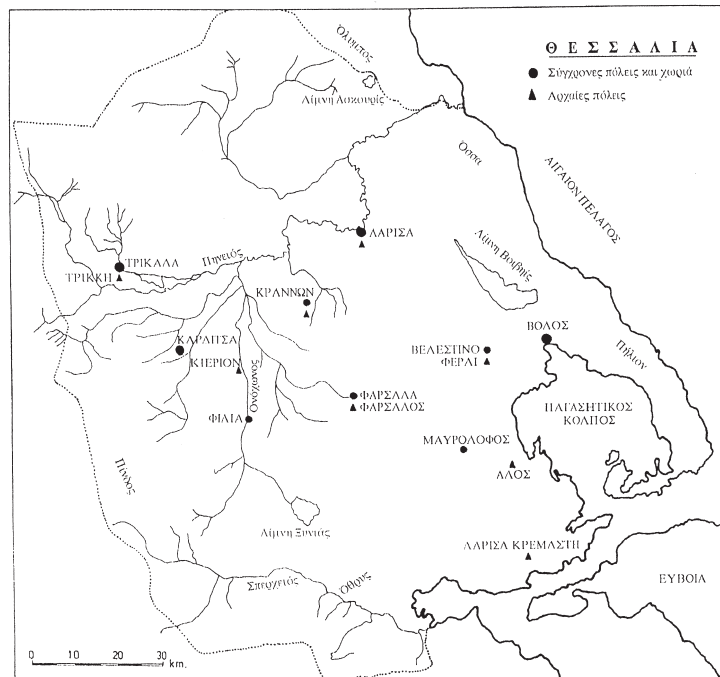 ΘΕΣΣΑΛΙΑ
Σύγχρονες πόλεις και χωριά
Αρχαίες πόλεις
Όλυμπος
Λίμνη Ασκουρίς
Όσσα
ΑΙΓΑΙΟΝ ΠΕΛΑΓΟΣ
ΛΑΡΙΣΑ
Λίμνη Βοιβηίς
Πηνειός
ΤΡΙΚΑΛΑ
ΤΡΙΚΚΗ
ΚΡΑΝΝΩΝ
ΒΟΛΟΣ
Πήλιον
ΚΑΡΔΙΤΣΑ
ΚΙΕΡΙΟΝ
ΒΕΛΕΣΤΙΝΟ
ΦΕΡΑΙ
Ονόχωνος
ΦΑΡΣΑΛΑ
ΦΑΡΣΑΛΟΣ
ΠΑΓΑΣΗΤΙΚΟΣ
ΚΟΛΠΟΣ
ΦΙΛΙΑ
ΜΑΥΡΟΛΟΦΟΣ
ΑΛΟΣ
Πίνδος
Λίμνη Ξυνιάς
ΛΑΡΙΣΑ ΚΡΕΜΑΣΤΗ
Σπερχειός
Όθρυς
ΕΥΒΟΙΑ
0 10 20 30 km.